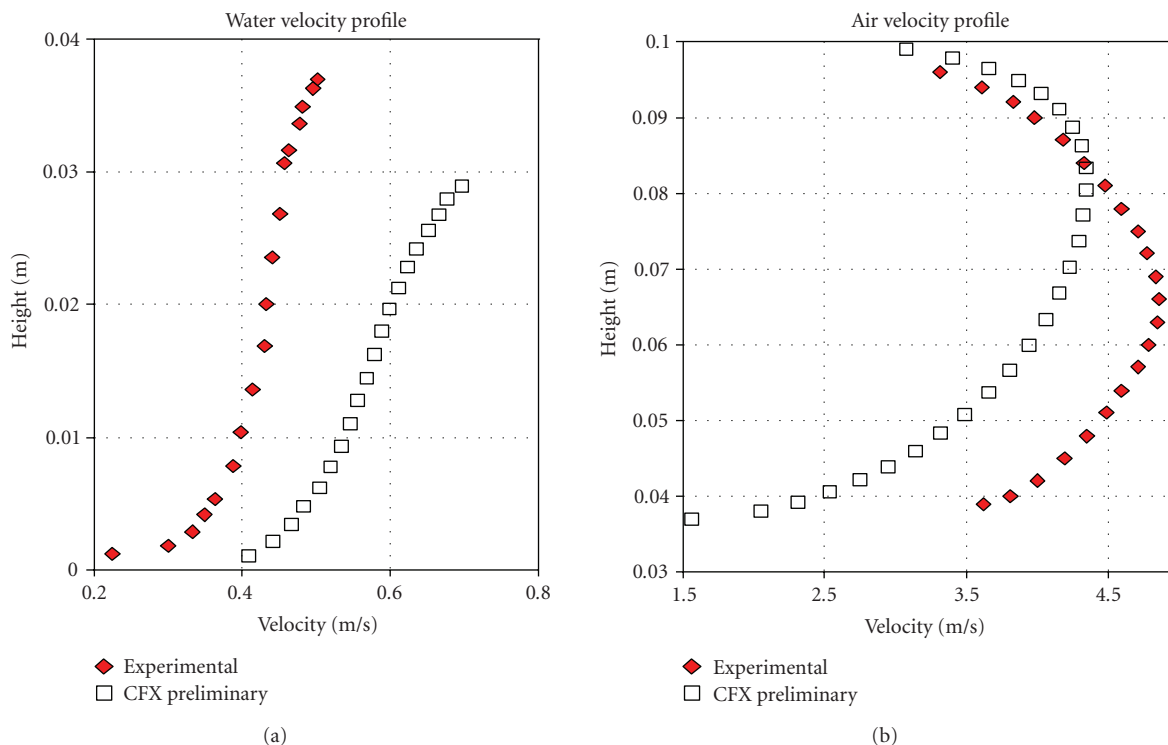 Water velocity profile
0.04
0.03
0.02
0.01
0
Height (m)
0.2 0.4 0.6 0.8
Velocity (m/s)
Experimental
CFX preliminary
(a)
Air velocity profile
0.1
0.09
0.08
0.07
0.06
0.05
0.04
0.03
Height (m)
1.5 2.5 3.5 4.5
Velocity (m/s)
Experimental
CFX preliminary
(b)